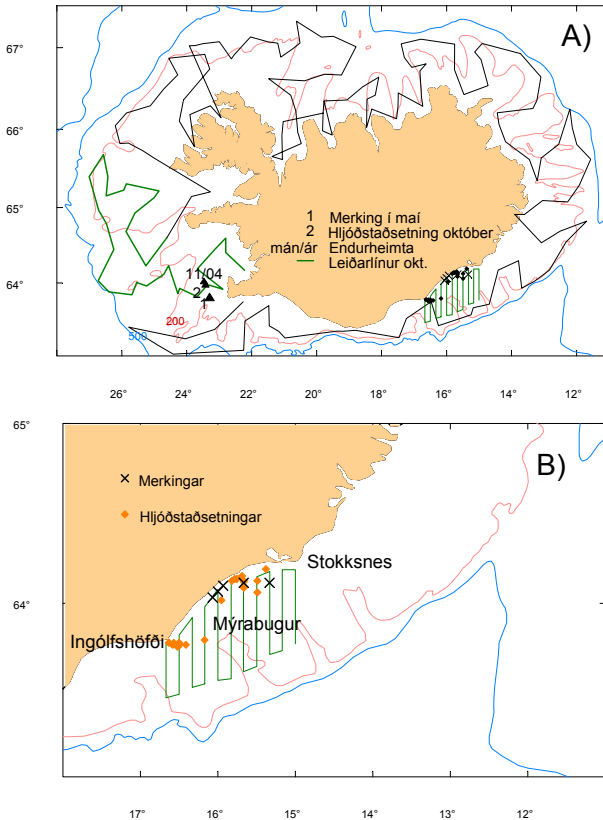 A)
67°
66°
65°
64°
1 Merking í maí
2 Hljóðstaðsetning október
mán/ár Endurheimta
Leiðarlínur okt.
11/04
2
1
200
500
26° 24° 22° 20° 18° 16° 14° 12°
65°
B)
Merkingar
Hljóðstaðsetningar
Stokksnes
64°
Mýrabugur
Ingólfshöfði
17° 16° 15° 14° 13° 12°